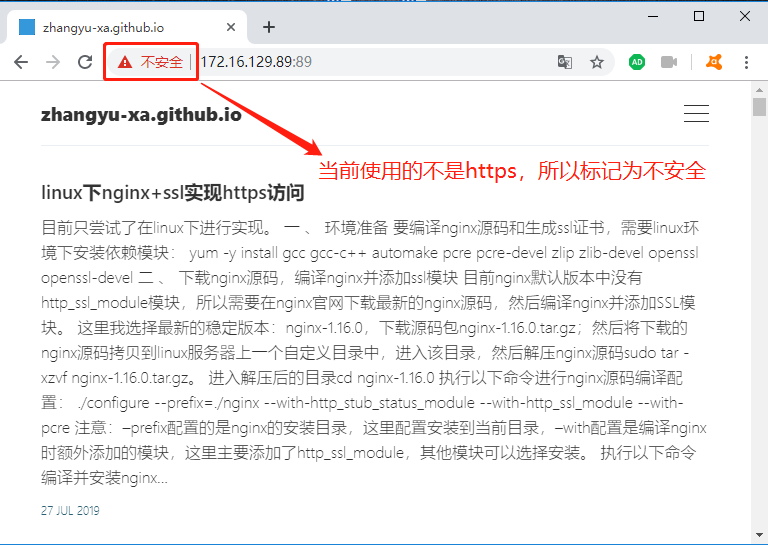 zhangyu-xa.github.io
不安全 172.16.129.89:89
AD
zhangyu-xa.github.io
当前使用的不是https，所以标记为不安全
linux下nginx+ssl实现https访问
目前只尝试了在linux下进行实现。 一 、 环境准备 要编译nginx源码和生成ssl证书，需要linux环
境下安装依赖模块： yum -y install gcc gcc-c++ automake pcre pcre-devel zlip zlib-devel openssl
openssl-devel 二 、 下载nginx源码，编译nginx并添加ssl模块 目前nginx默认版本中没有
http_ssl_module模块，所以需要在nginx官网下载最新的nginx源码，然后编译nginx并添加SSL模
块。 这里我选择最新的稳定版本：nginx-1.16.0，下载源码包nginx-1.16.0.tar.gz；然后将下载的
nginx源码拷贝到linux服务器上一个自定义目录中，进入该目录，然后解压nginx源码sudo tar -
xzvf nginx-1.16.0.tar.gz。 进入解压后的目录cd nginx-1.16.0 执行以下命令进行nginx源码编译配
置： ./configure --prefix=./nginx --with-http_stub_status_module --with-http_ssl_module --with-
pcre 注意：–prefix配置的是nginx的安装目录，这里配置安装到当前目录，–with配置是编译nginx
时额外添加的模块，这里主要添加了http_ssl_module，其他模块可以选择安装。 执行以下命令
编译并安装nginx...
27 JUL 2019